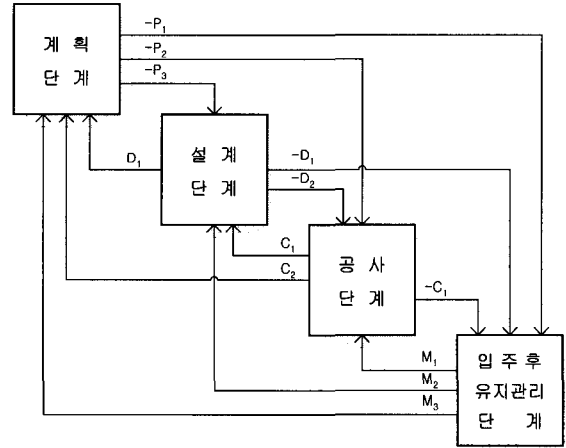 계 획
단 계
-P₁
-P₂
-P₃
설 계
단 계
D₁
-D₁
-D₂
공 사
단 계
C₁
C₂
-C₁
입 주 후
유지관리
단 계
M₁
M₂
M₃